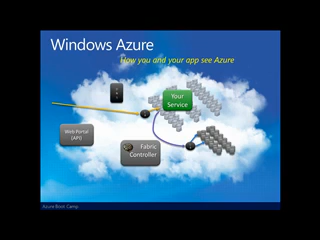 Windows Azure
How you and your app see Azure
Your
Service
Web Portal
(API)
Fabric
Controller
Azure Boot Camp